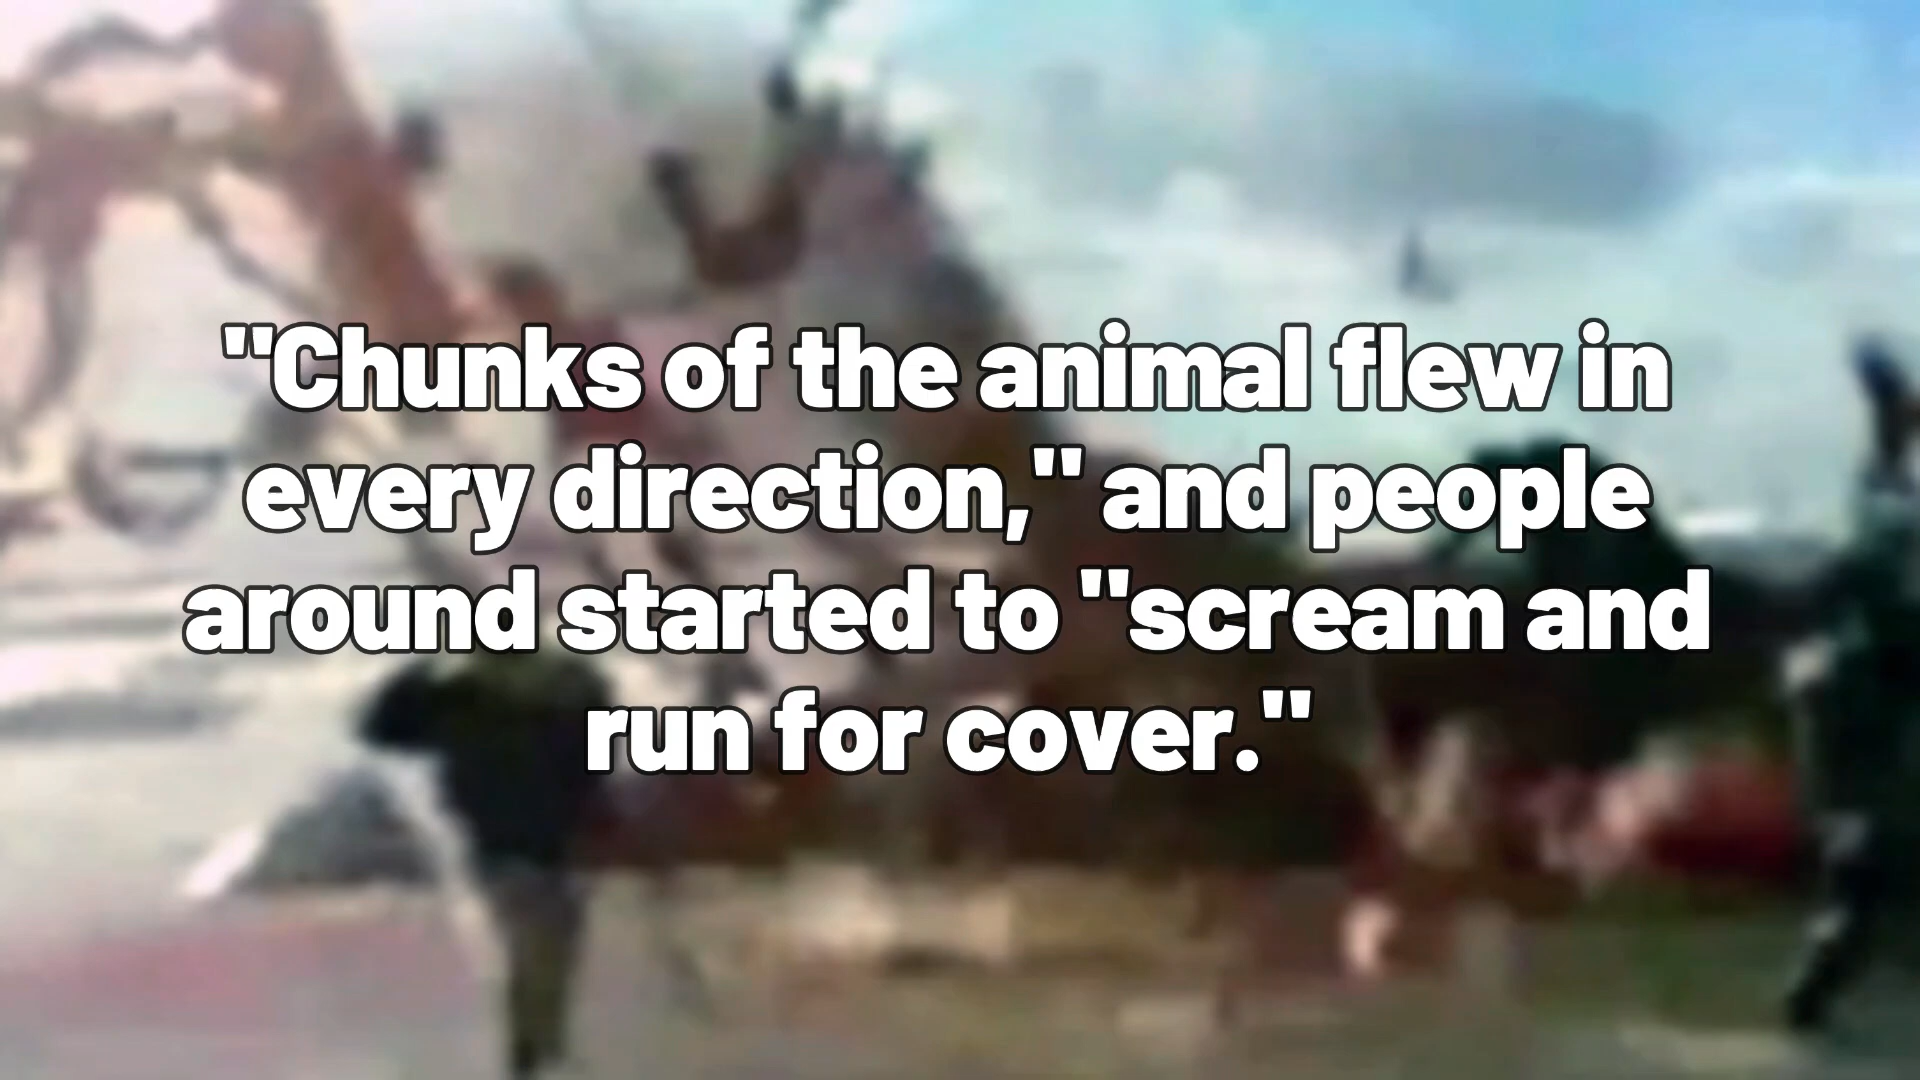 "Chunks of the animal flew in
every direction," and people
around started to "scream and
run for cover."